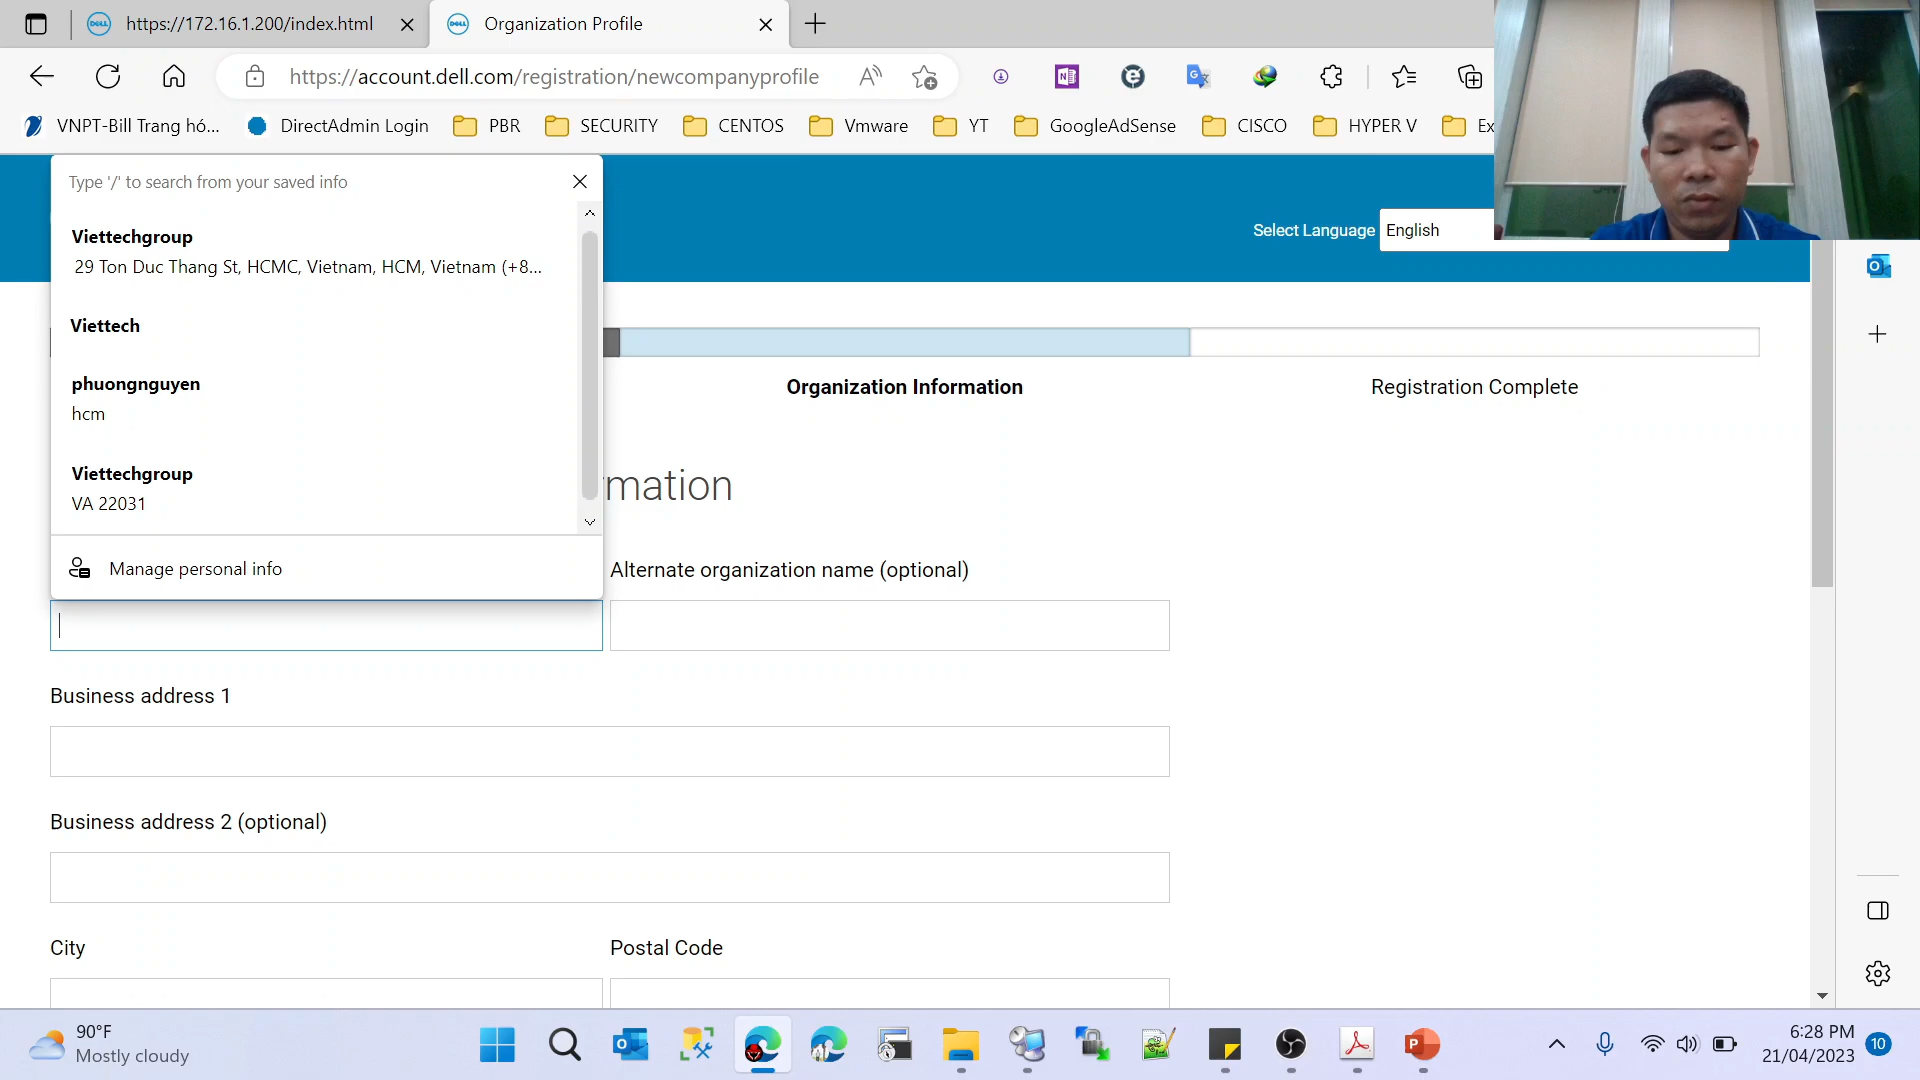 https://172.16.1.200/index.html
Organization Profile
https://account.dell.com/registration/newcompanyprofile
VNPT-Bill Trang hó...
DirectAdmin Login
PBR
SECURITY
CENTOS
Vmware
YT
GoogleAdSense
CISCO
HYPER V
Ex
Type '/' to search from your saved info
Viettechgroup
29 Ton Duc Thang St, HCMC, Vietnam, HCM, Vietnam (+8...
Viettech
phuongnguyen
hcm
Viettechgroup
VA 22031
Manage personal info
Select Language
English
Organization Information
Registration Complete
rmation
Alternate organization name (optional)
Business address 1
Business address 2 (optional)
City
Postal Code
90°F
Mostly cloudy
6:28 PM
21/04/2023
10